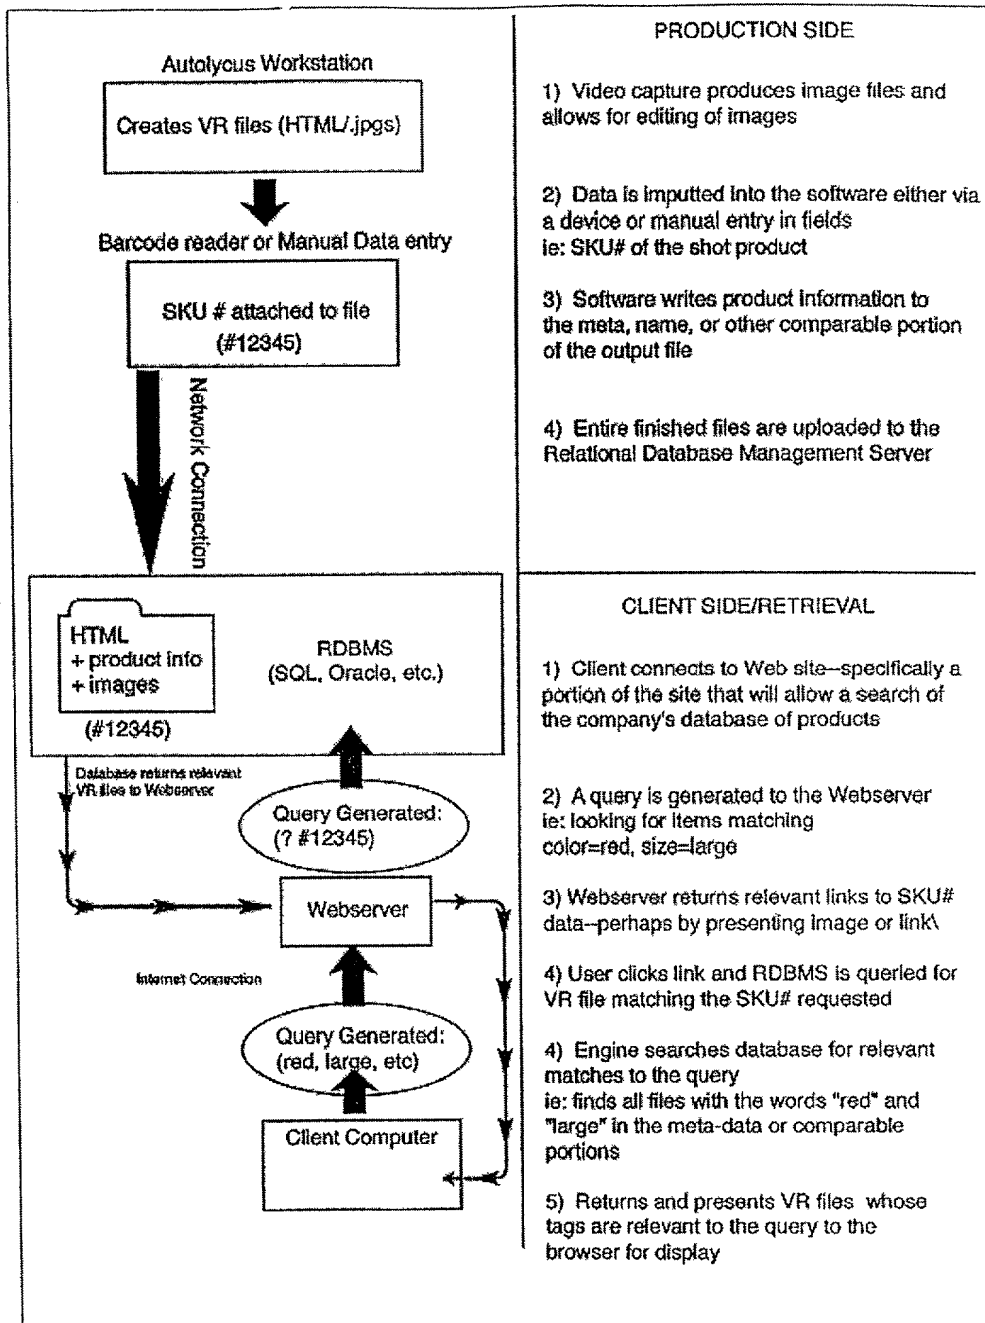 Autolycus Workstation
Creates VR files (HTML/.jpgs)
Barcode reader or Manual Data entry
SKU # attached to file
(#12345)
Network Connection
HTML
+ product info
+ images
(#12345)
RDBMS
(SQL, Oracle, etc.)
Database returns relevant
VR files to Webserver
Query Generated:
(? #12345)
Webserver
Internet Connection
Query Generated:
(red, large, etc)
Client Computer
PRODUCTION SIDE
1) Video capture produces image files and
allows for editing of images
2) Data is imputted into the software either via
a device or manual entry in fields
ie: SKU# of the shot product
3) Software writes product information to
the meta, name, or other comparable portion
of the output file
4) Entire finished files are uploaded to the
Relational Database Management Server
CLIENT SIDE/RETRIEVAL
1) Client connects to Web site--specifically a
portion of the site that will allow a search of
the company's database of products
2) A query is generated to the Webserver
ie: looking for items matching
color=red, size=large
3) Webserver returns relevant links to SKU#
data--perhaps by presenting image or link\
4) User clicks link and RDBMS is queried for
VR file matching the SKU# requested
4) Engine searches database for relevant
matches to the query
ie: finds all files with the words "red" and
"large" in the meta-data or comparable
portions
5) Returns and presents VR files whose
tags are relevant to the query to the
browser for display